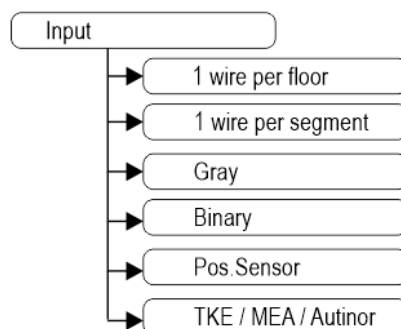 Input
1 wire per floor
1 wire per segment
Gray
Binary
Pos.Sensor
TKE / MEA / Autinor